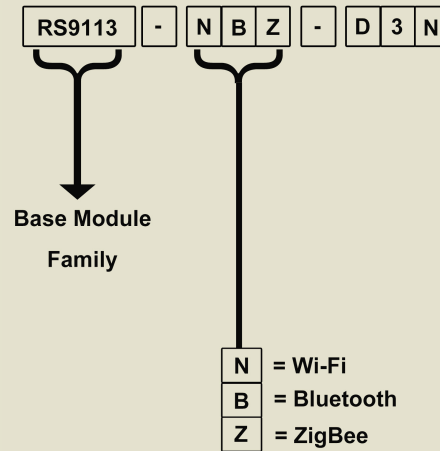 RS9113 - N B Z - D 3 N
Base Module
Family
N = Wi-Fi
B = Bluetooth
Z = ZigBee